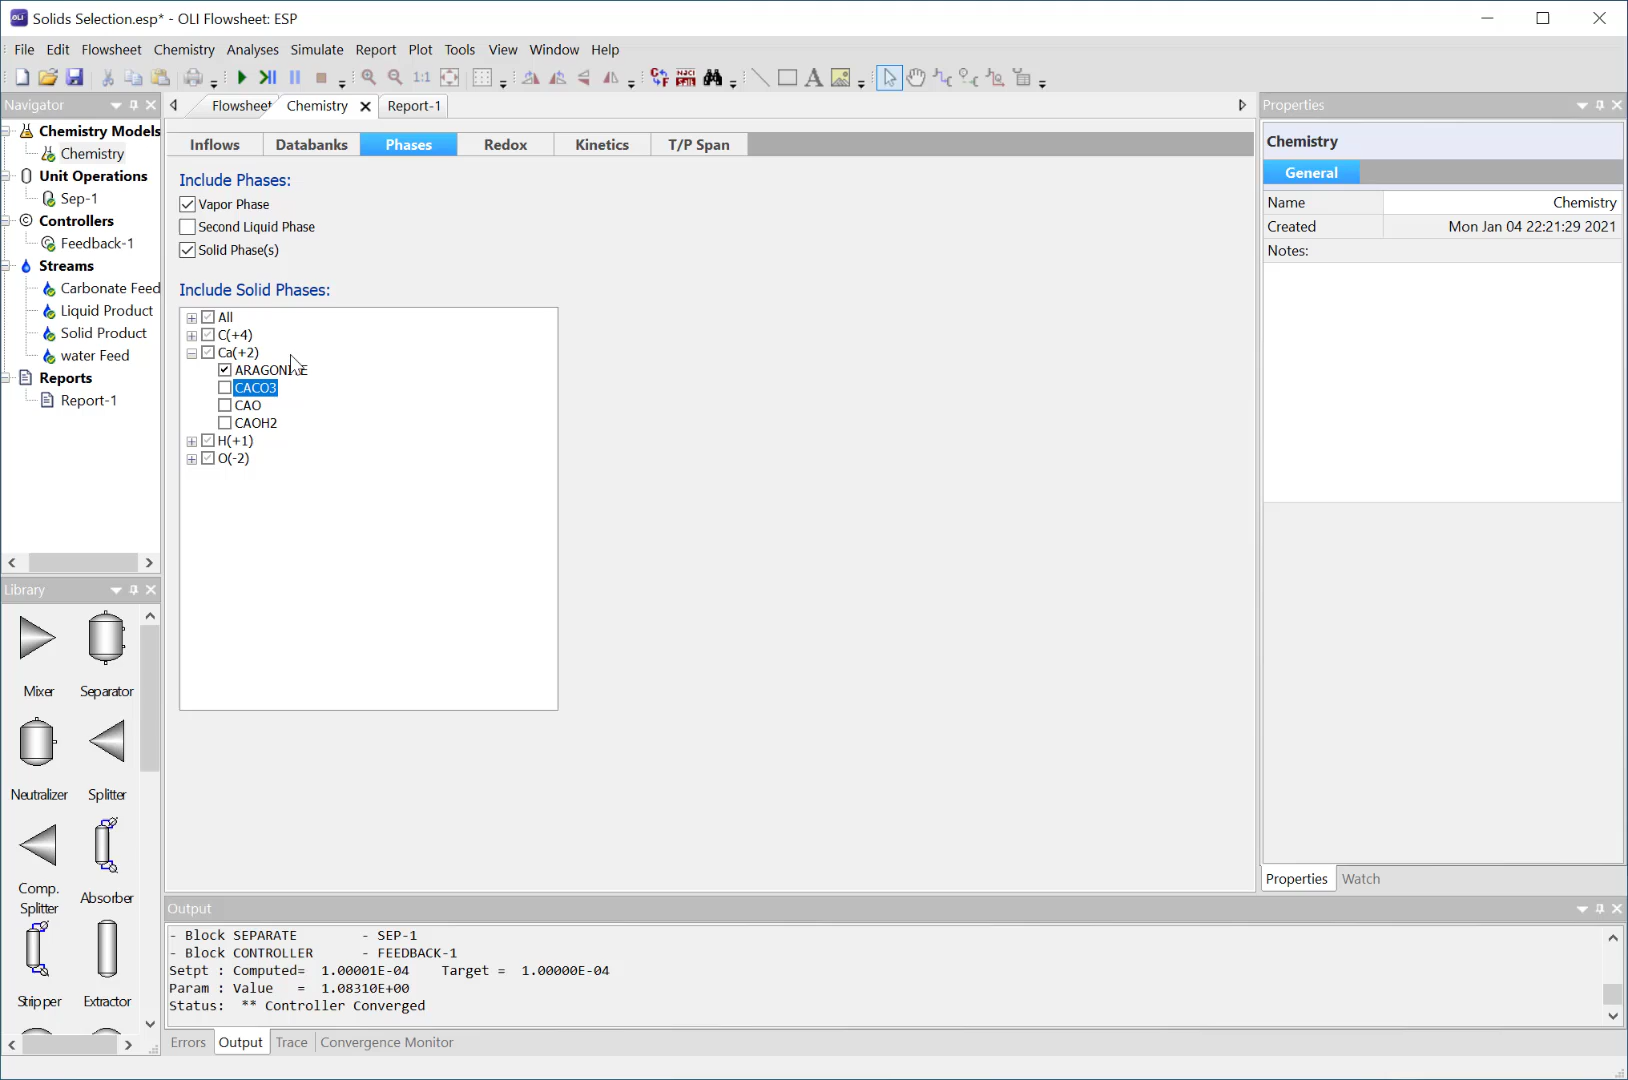 Solids Selection.esp* - OLI Flowsheet: ESP
File Edit Flowsheet Chemistry Analyses Simulate Report Plot Tools View Window Help
Navigator
Chemistry Models
Chemistry
Unit Operations
Sep-1
Controllers
Feedback-1
Streams
Carbonate Feed
Liquid Product
Solid Product
water Feed
Reports
Report-1
Library
Mixer Separator
Neutralizer Splitter
Comp. Splitter
Absorber
Stripper Extractor
Flowsheet Chemistry Report-1
Inflows Databanks Phases Redox Kinetics T/P Span
Include Phases:
Vapor Phase
Second Liquid Phase
Solid Phase(s)
Include Solid Phases:
All
C(+4)
Ca(+2)
CACO3
CAO
CAOH2
H(+1)
O(-2)
Output
- Block SEPARATE - SEP-1
- Block CONTROLLER - FEEDBACK-1
Setpt : Computed= 1.00001E-04 Target = 1.00000E-04
Param : Value = 1.08310E+00
Status: ** Controller Converged
Errors Output Trace Convergence Monitor
Properties
Chemistry
General
Name Chemistry
Created Mon Jan 04 22:21:29 2021
Notes:
Properties Watch